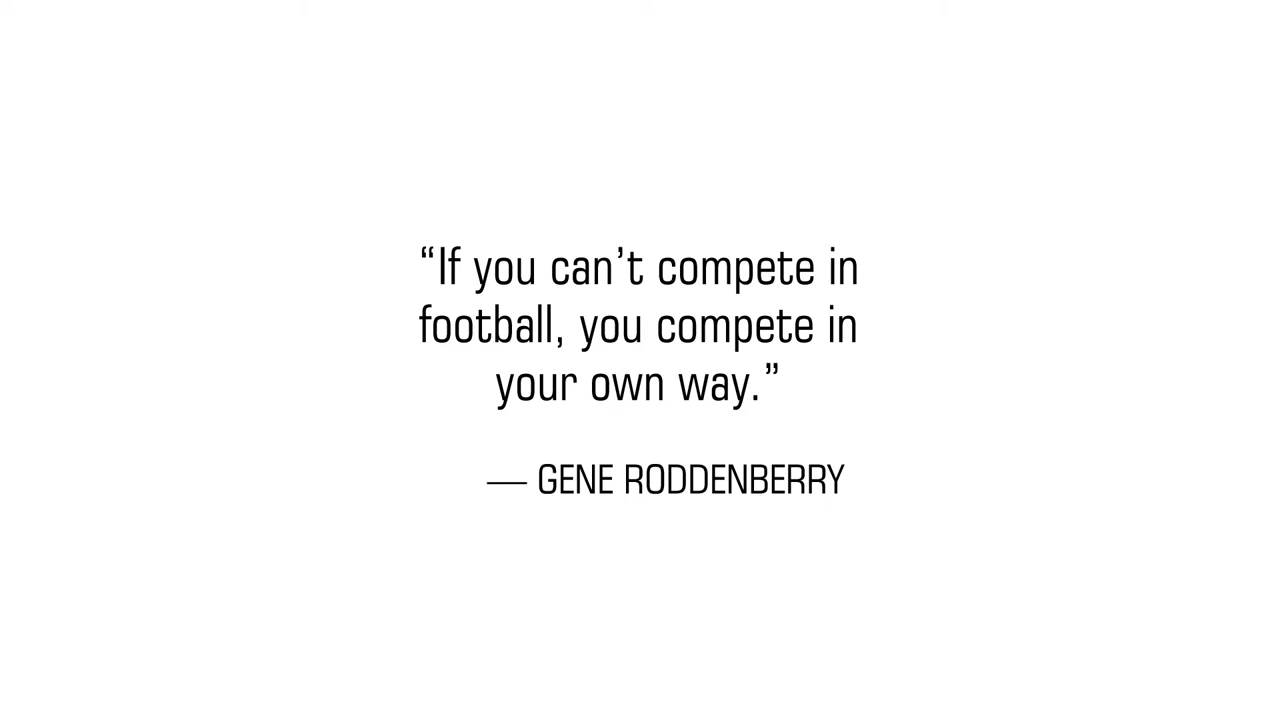 “If you can’t compete in
football, you compete in
your own way.”
— GENE RODDENBERRY